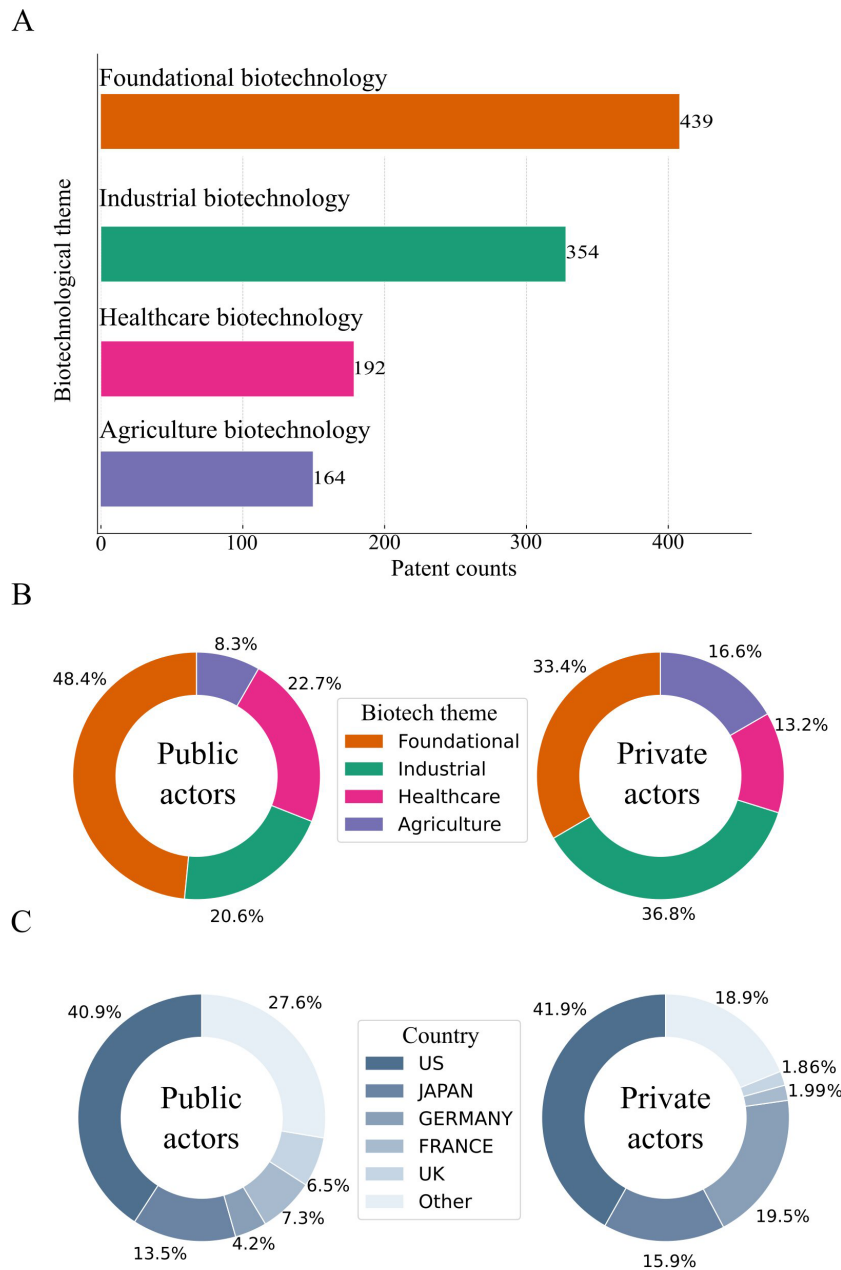 A
Foundational biotechnology
439
Industrial biotechnology
354
Healthcare biotechnology
192
Agriculture biotechnology
164
Biotechnological theme
0 100 200 300 400
Patent counts
B
48.4%
8.3%
22.7%
20.6%
Public
actors
Biotech theme
Foundational
Industrial
Healthcare
Agriculture
33.4%
16.6%
13.2%
36.8%
Private
actors
C
40.9%
27.6%
6.5%
7.3%
4.2%
13.5%
Public
actors
Country
US
JAPAN
GERMANY
FRANCE
UK
Other
41.9%
18.9%
1.86%
1.99%
19.5%
15.9%
Private
actors